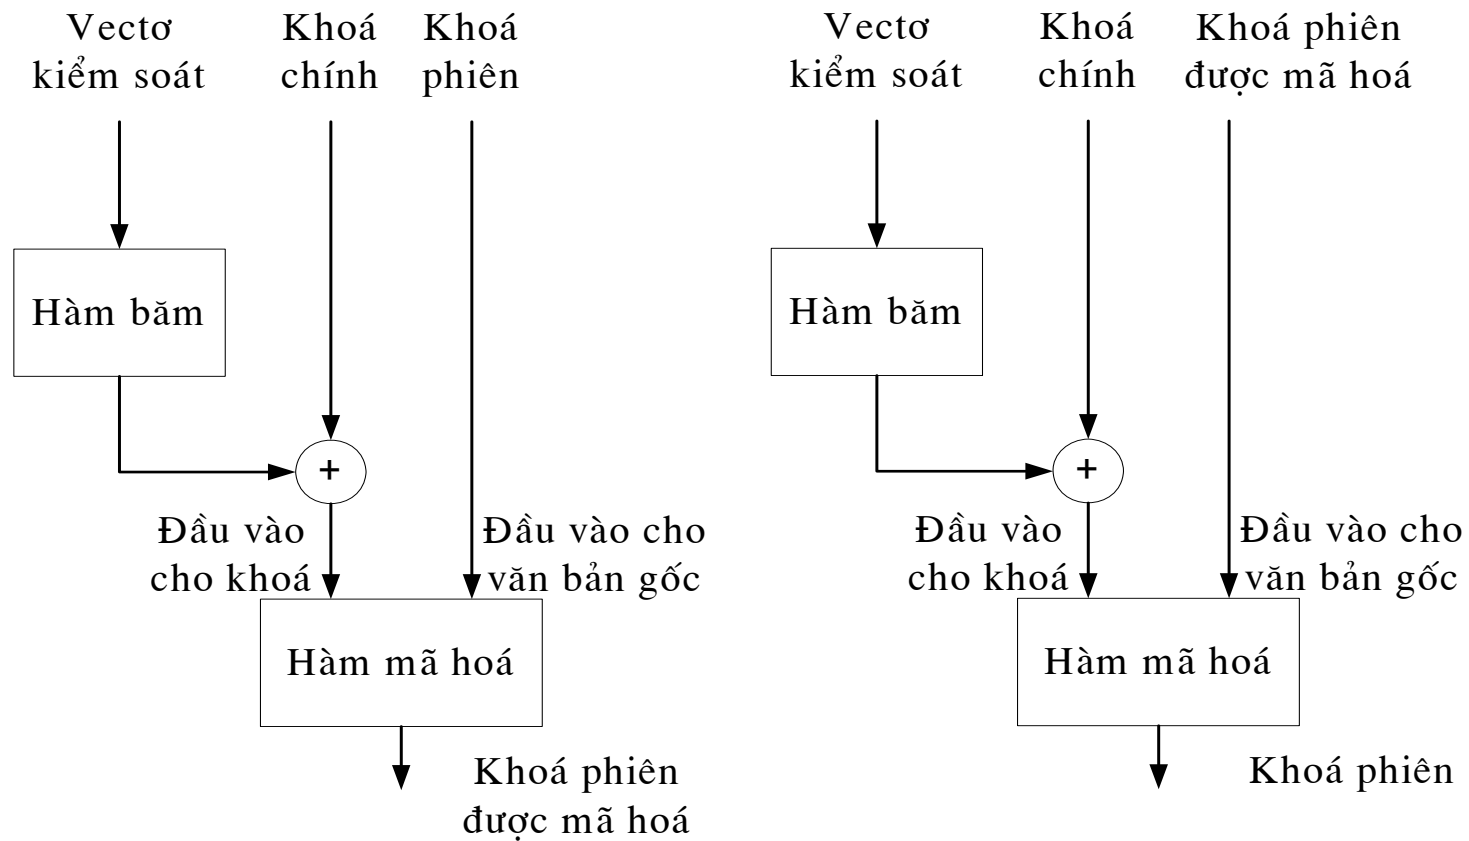 Vectơ
kiểm soát
Khoá
chính
Khoá
phiên
Hàm băm
+
Đầu vào
cho khoá
Đầu vào cho
văn bản gốc
Hàm mã hoá
Khoá phiên
được mã hoá
Vectơ
kiểm soát
Khoá
chính
Khoá phiên
được mã hoá
Hàm băm
+
Đầu vào
cho khoá
Đầu vào cho
văn bản gốc
Hàm mã hoá
Khoá phiên